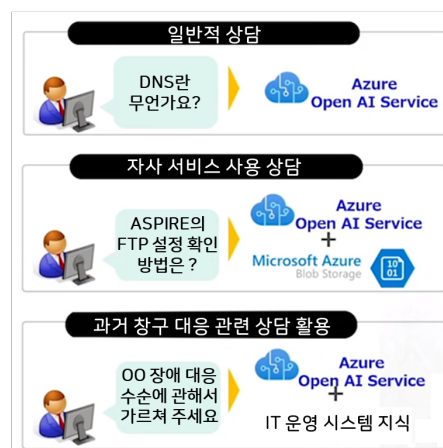 일반적 상담
DNS란
무언가요?
Azure
Open AI Service
자사 서비스 사용 상담
ASPIRE의
FTP 설정 확인
방법은 ?
Azure
Open AI Service
+
Microsoft Azure
Blob Storage
10
01
과거 창구 대응 관련 상담 활용
OO 장애 대응
수순에 관해서
가르쳐 주세요
Azure
Open AI Service
+
IT 운영 시스템 지식